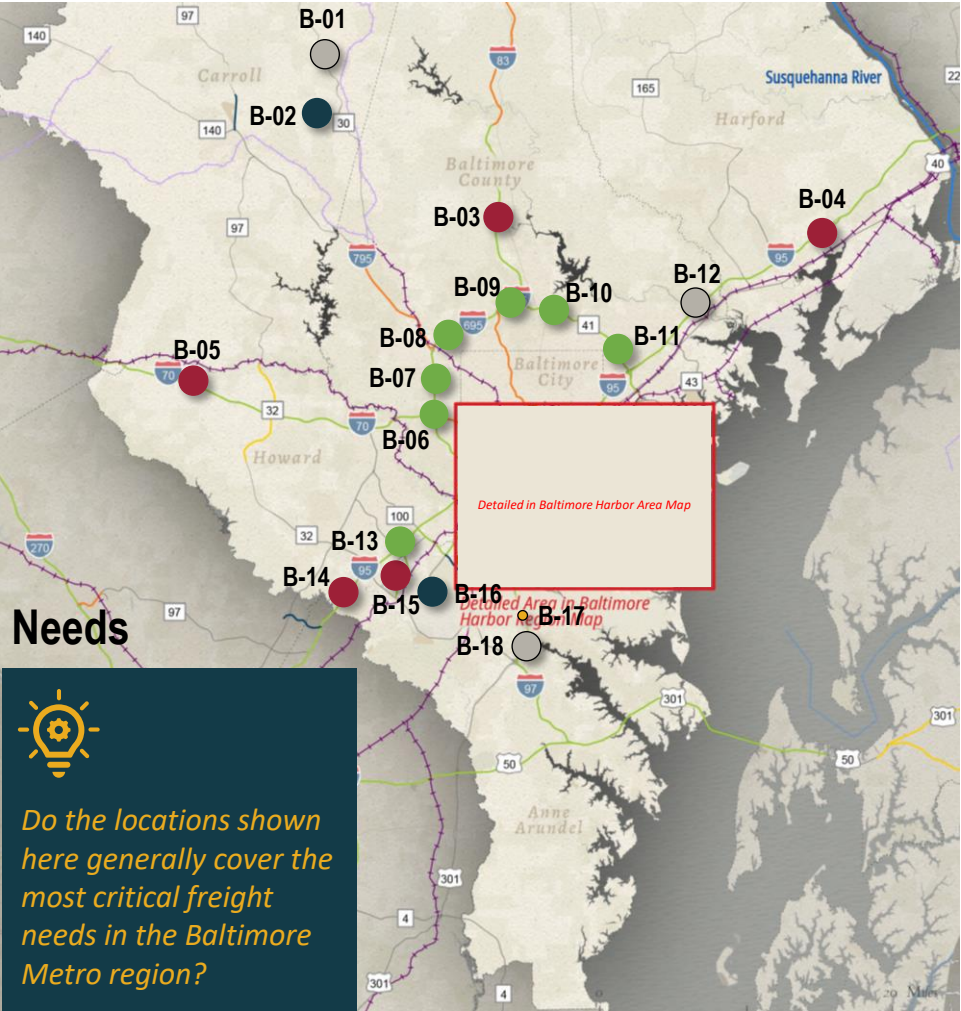 B-01
97
140
83
Carroll
Susquehanna River
22
165
B-02
30
140
Harford
Baltimore
County
40
B-04
B-03
97
795
95
B-12
B-09
B-10
695
41
B-08
B-11
B-05
Baltimore
City
70
B-07
95
43
32
70
B-06
Howard
Detailed in Baltimore Harbor Area Map
100
32
B-13
270
95
B-14
B-15
B-16
Detailed Area in Baltimore
Harbor Region Map
B-17
97
Needs
B-18
97
301
301
50
50
Do the locations shown
here generally cover the
most critical freight
needs in the Baltimore
Metro region?
Anne
Arundel
301
4
301
4
0
20 Miles